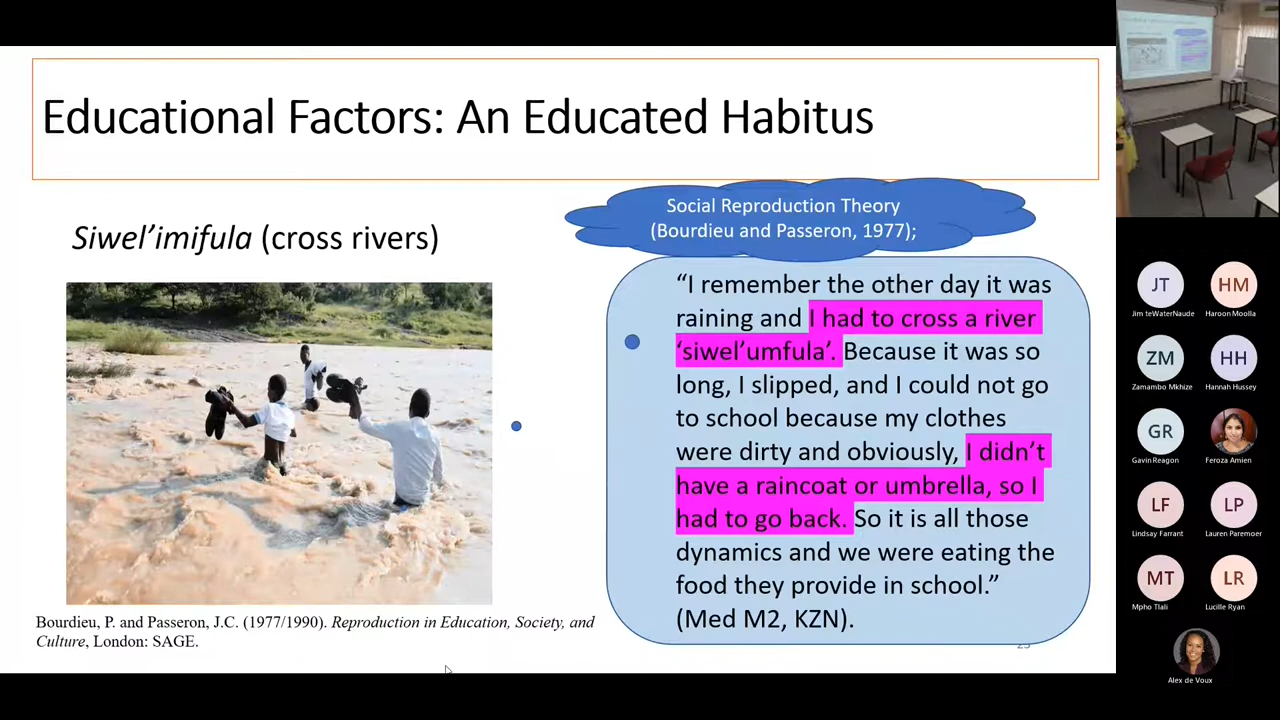 Educational Factors: An Educated Habitus
Siwel’imifula (cross rivers)
Social Reproduction Theory
(Bourdieu and Passeron, 1977);
“I remember the other day it was
raining and I had to cross a river
‘siwel’umfula’. Because it was so
long, I slipped, and I could not go
to school because my clothes
were dirty and obviously, I didn’t
have a raincoat or umbrella, so I
had to go back. So it is all those
dynamics and we were eating the
food they provide in school.”
(Med M2, KZN).
Bourdieu, P. and Passeron, J.C. (1977/1990). Reproduction in Education, Society, and
Culture, London: SAGE.
JT
HM
Jim teWaterNaude
Haroon Moolla
ZM
HH
Zamambo Mkhize
Hannah Hussey
GR
Gavin Reagon
Feroza Amien
LF
LP
Lindsay Farrant
Lauren Paremoer
MT
LR
Mpho Tlali
Lucille Ryan
Alex de Voux